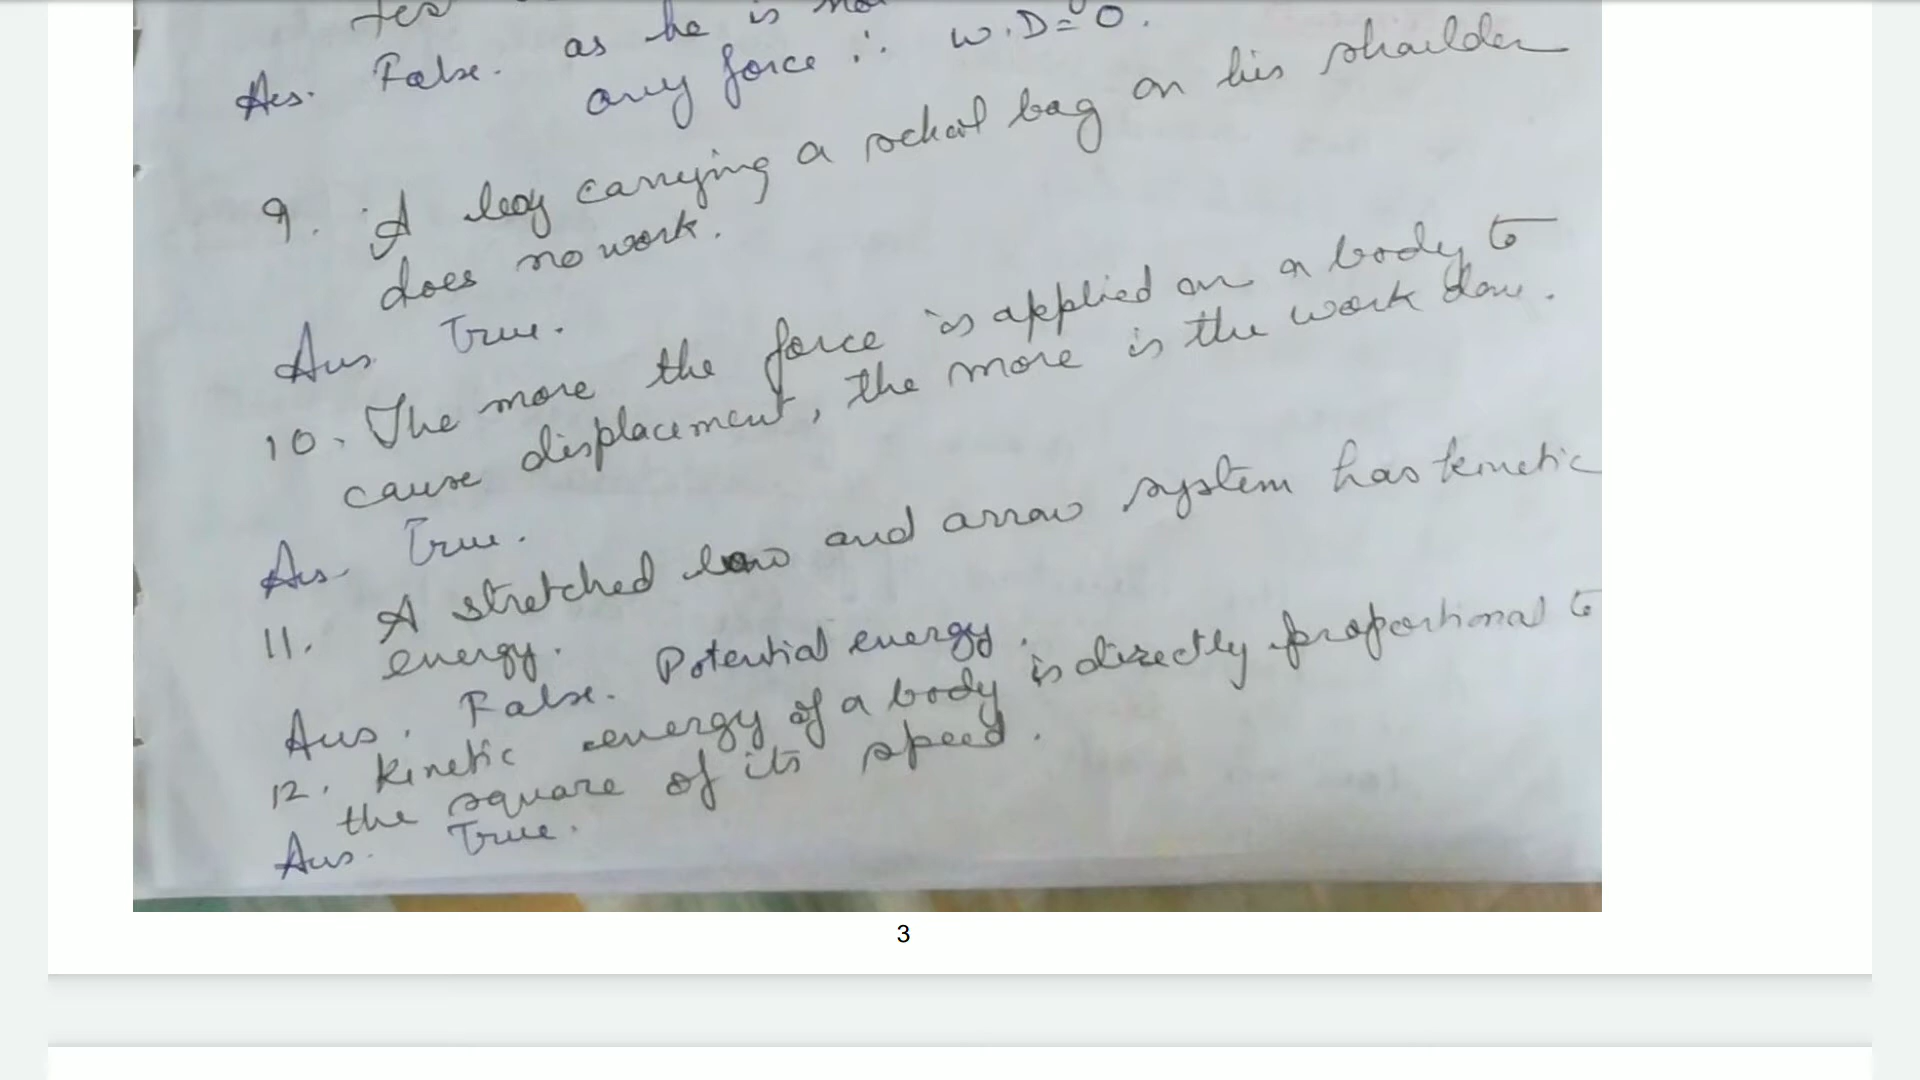 Ans. False. as he is
any force ∴ W.D = 0.
9. A boy carrying a school bag on his shoulder
does no work.
Ans. True.
10. The more the force is applied on a body to
cause displacement, the more is the work done.
Ans. True.
11. A stretched bow and arrow system has kinetic
energy.
Ans. False. Potential energy.
12. Kinetic energy of a body is directly proportional to
the square of its speed.
Ans. True.
3